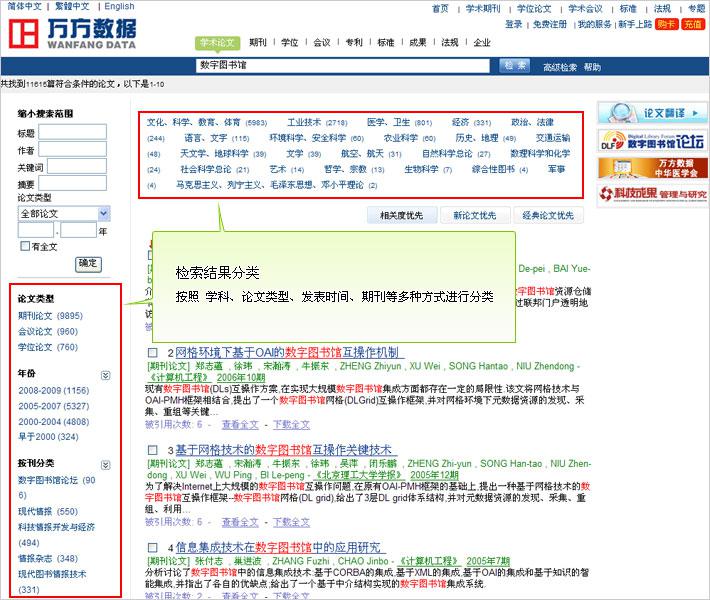 简体中文 | 繁體中文 | English
首页 | 学术期刊 | 学位论文 | 学术会议 | 标准 | 法规 | 专题
登录 | 免费注册 | 我的服务 | 新手上路 购卡 充值
万方数据
WANFANG DATA
学术论文 期刊 | 学位 | 会议 | 专利 | 标准 | 成果 | 法规 | 企业
数字图书馆 检 索 高级检索 帮助
共找到11615篇符合条件的论文，以下是1-10
缩小搜索范围
标题
作者
关键词
摘要
论文类型
全部论文
- 年
有全文
确定
论文类型
期刊论文 (9895)
会议论文 (960)
学位论文 (760)
年份
2008-2009 (1156)
2005-2007 (5327)
2000-2004 (4808)
早于2000 (324)
按刊分类
数字图书馆论坛 (90
6)
现代情报 (550)
科技情报开发与经济
(494)
情报杂志 (348)
现代图书情报技术
(331)
文化、科学、教育、体育 (5983) 工业技术 (2718) 医学、卫生 (801) 经济 (331) 政治、法律
(244) 语言、文字 (115) 环境科学、安全科学 (60) 农业科学 (60) 历史、地理 (49) 交通运输
(48) 天文学、地球科学 (39) 文学 (39) 航空、航天 (31) 自然科学总论 (27) 数理科学和化学
(24) 社会科学总论 (21) 艺术 (14) 哲学、宗教 (13) 生物科学 (7) 综合性图书 (4) 军事
(4) 马克思主义、列宁主义、毛泽东思想、邓小平理论 (2)
相关度优先 新论文优先 经典论文优先
检索结果分类
按照 学科、论文类型、发表时间、期刊等多种方式进行分类
De-pei , BAI Yue-
数字图书馆资源仓储
过联邦门户透明地
2 网格环境下基于OAI的数字图书馆互操作机制
[期刊论文] 郑志蕴 , 徐玮 , 宋瀚涛 , 牛振东 , ZHENG Zhiyun , XU Wei , SONG Hantao , NIU Zhendong -
《计算机工程》 2006年10期
现有数字图书馆(DLs)互操作方案,在实现大规模数字图书馆集成方面都存在一定的局限性.该文将网格技术与
OAI-PMH框架相结合,提出了一个数字图书馆网格(DLGrid)互操作框架,并对网格环境下元数据资源的发现、采
集、重组等关键...
被引用次数: 6 - 查看全文 - 下载全文
3 基于网格技术的数字图书馆互操作关键技术
[期刊论文] 郑志蕴 , 宋瀚涛 , 牛振东 , 徐玮 , 吴萍 , 闭乐鹏 , ZHENG Zhi-yun , SONG Han-tao , NIU Zhen-
dong , XU Wei , WU Ping , BI Le-peng - 《北京理工大学学报》 2005年12期
为了解决Internet上大规模的数字图书馆互操作问题,在原有OAI-PMH框架的基础上,提出一种基于网格技术的数
字图书馆互操作框架--数字图书馆网格(DL grid),给出了3层DL grid体系结构,并对元数据资源的发现、采集、重
组、利用...
被引用次数: 6 - 查看全文 - 下载全文
4 信息集成技术在数字图书馆中的应用研究
[期刊论文] 张付志 , 巢进波 , ZHANG Fuzhi , CHAO Jinbo - 《计算机工程》 2005年7期
分析讨论了数字图书馆中的信息集成技术:基于CORBA的集成,基于XML的集成,基于OAI的集成和基于知识的智
能集成,并指出了各自的优缺点;给出了一个基于中介结构实现的数字图书馆集成系统.
被引用次数: 2 - 查看全文 - 下载全文
论文翻译
DLF Digital Library Forum
数字图书馆论坛
万方数据
中华医学会
科技成果 管理与研究